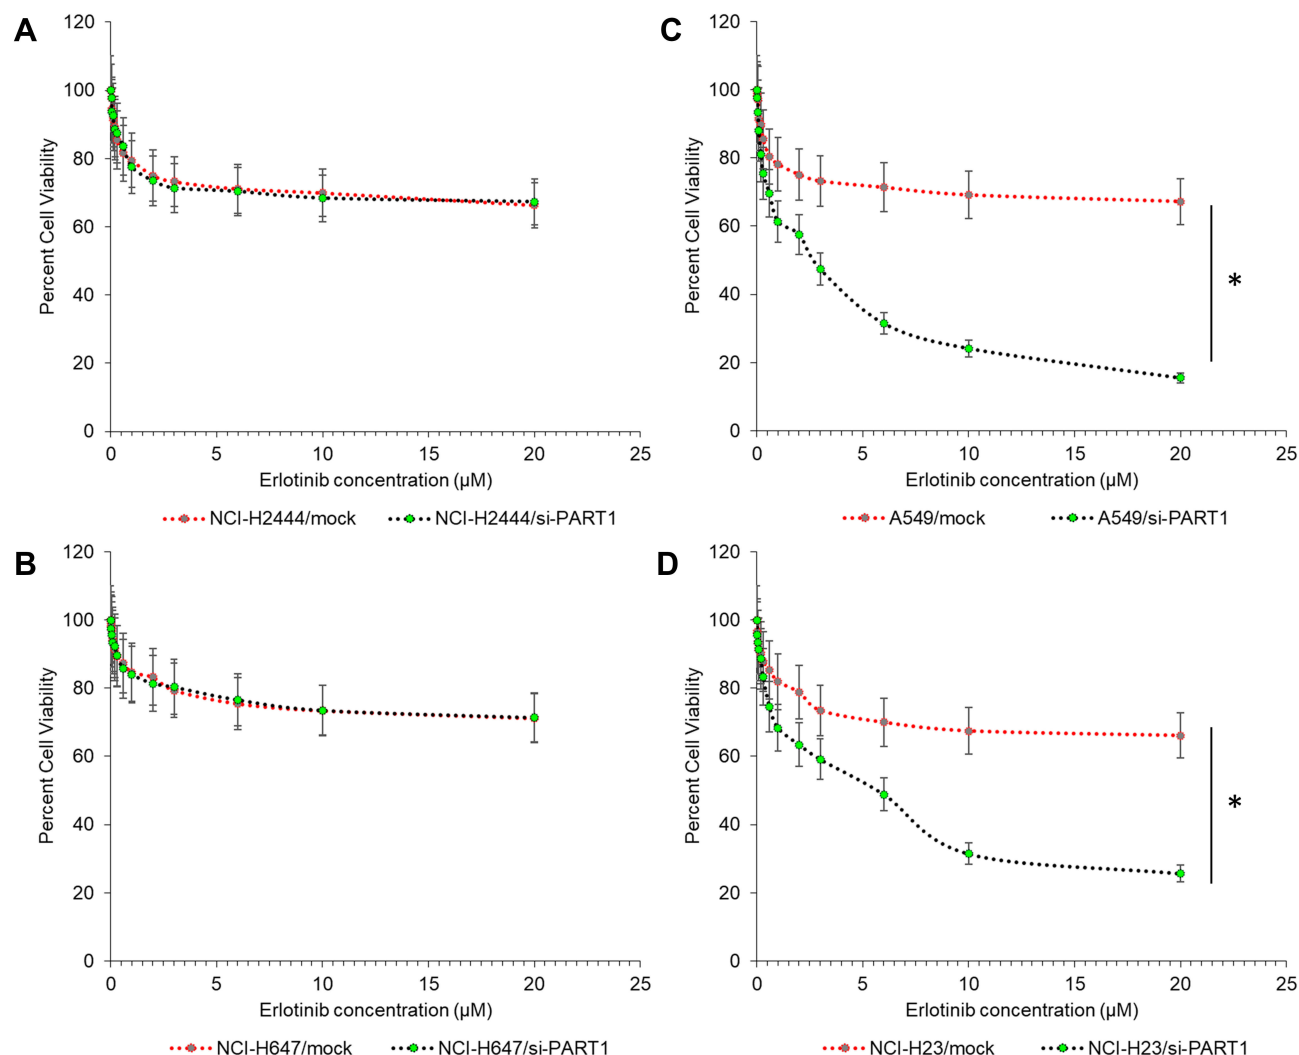 A
120
100
80
60
40
20
0
Percent Cell Viability
0 5 10 15 20 25
Erlotinib concentration (µM)
NCI-H2444/mock NCI-H2444/si-PART1
C
120
100
80
60
40
20
0
Percent Cell Viability
*
0 5 10 15 20 25
Erlotinib concentration (µM)
A549/mock A549/si-PART1
B
120
100
80
60
40
20
0
Percent Cell Viability
0 5 10 15 20 25
Erlotinib concentration (µM)
NCI-H647/mock NCI-H647/si-PART1
D
120
100
80
60
40
20
0
Percent Cell Viability
*
0 5 10 15 20 25
Erlotinib concentration (µM)
NCI-H23/mock NCI-H23/si-PART1